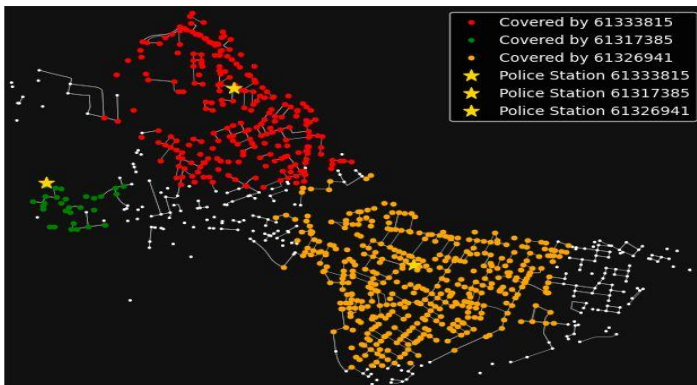 Covered by 61333815
Covered by 61317385
Covered by 61326941
Police Station 61333815
Police Station 61317385
Police Station 61326941